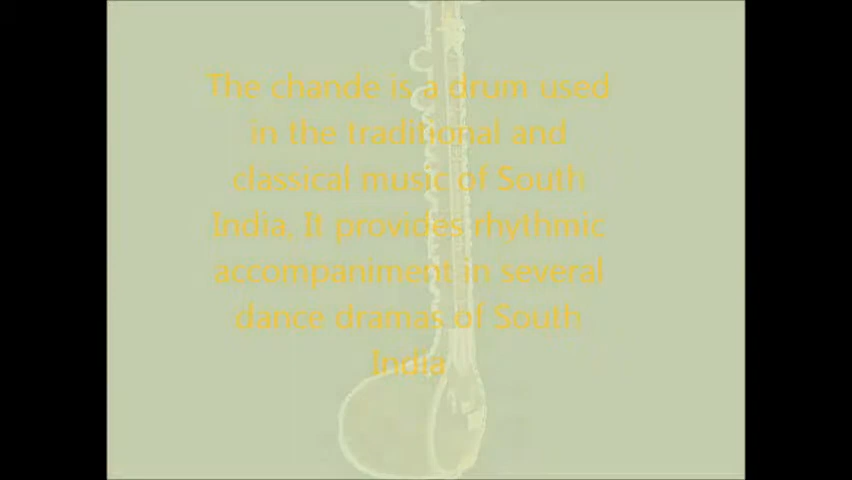 The chande is a drum used
in the traditional and
classical music of South
India, It provides rhythmic
accompaniment in several
dance dramas of South
India